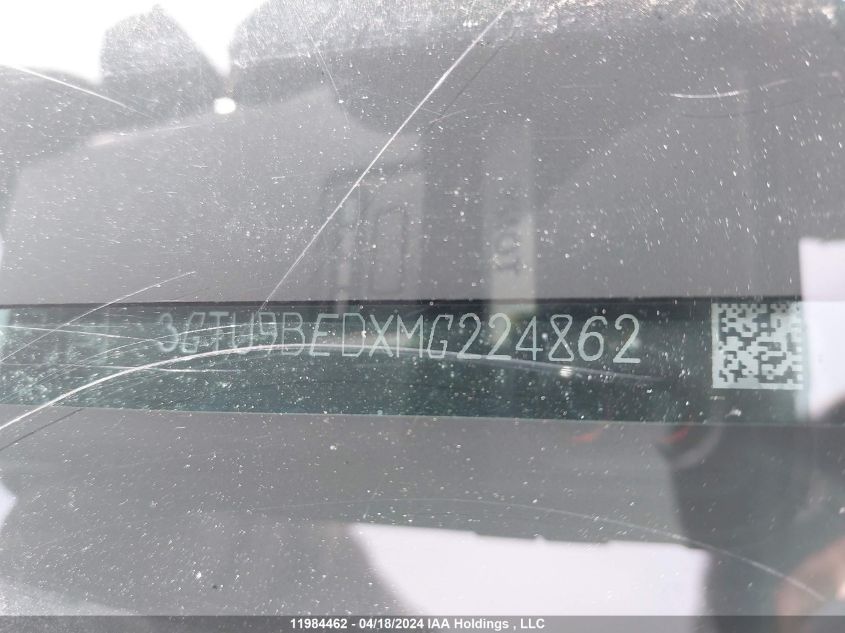 3GTU9BEDXMG224862
11984462 - 04/18/2024 IAA Holdings , LLC